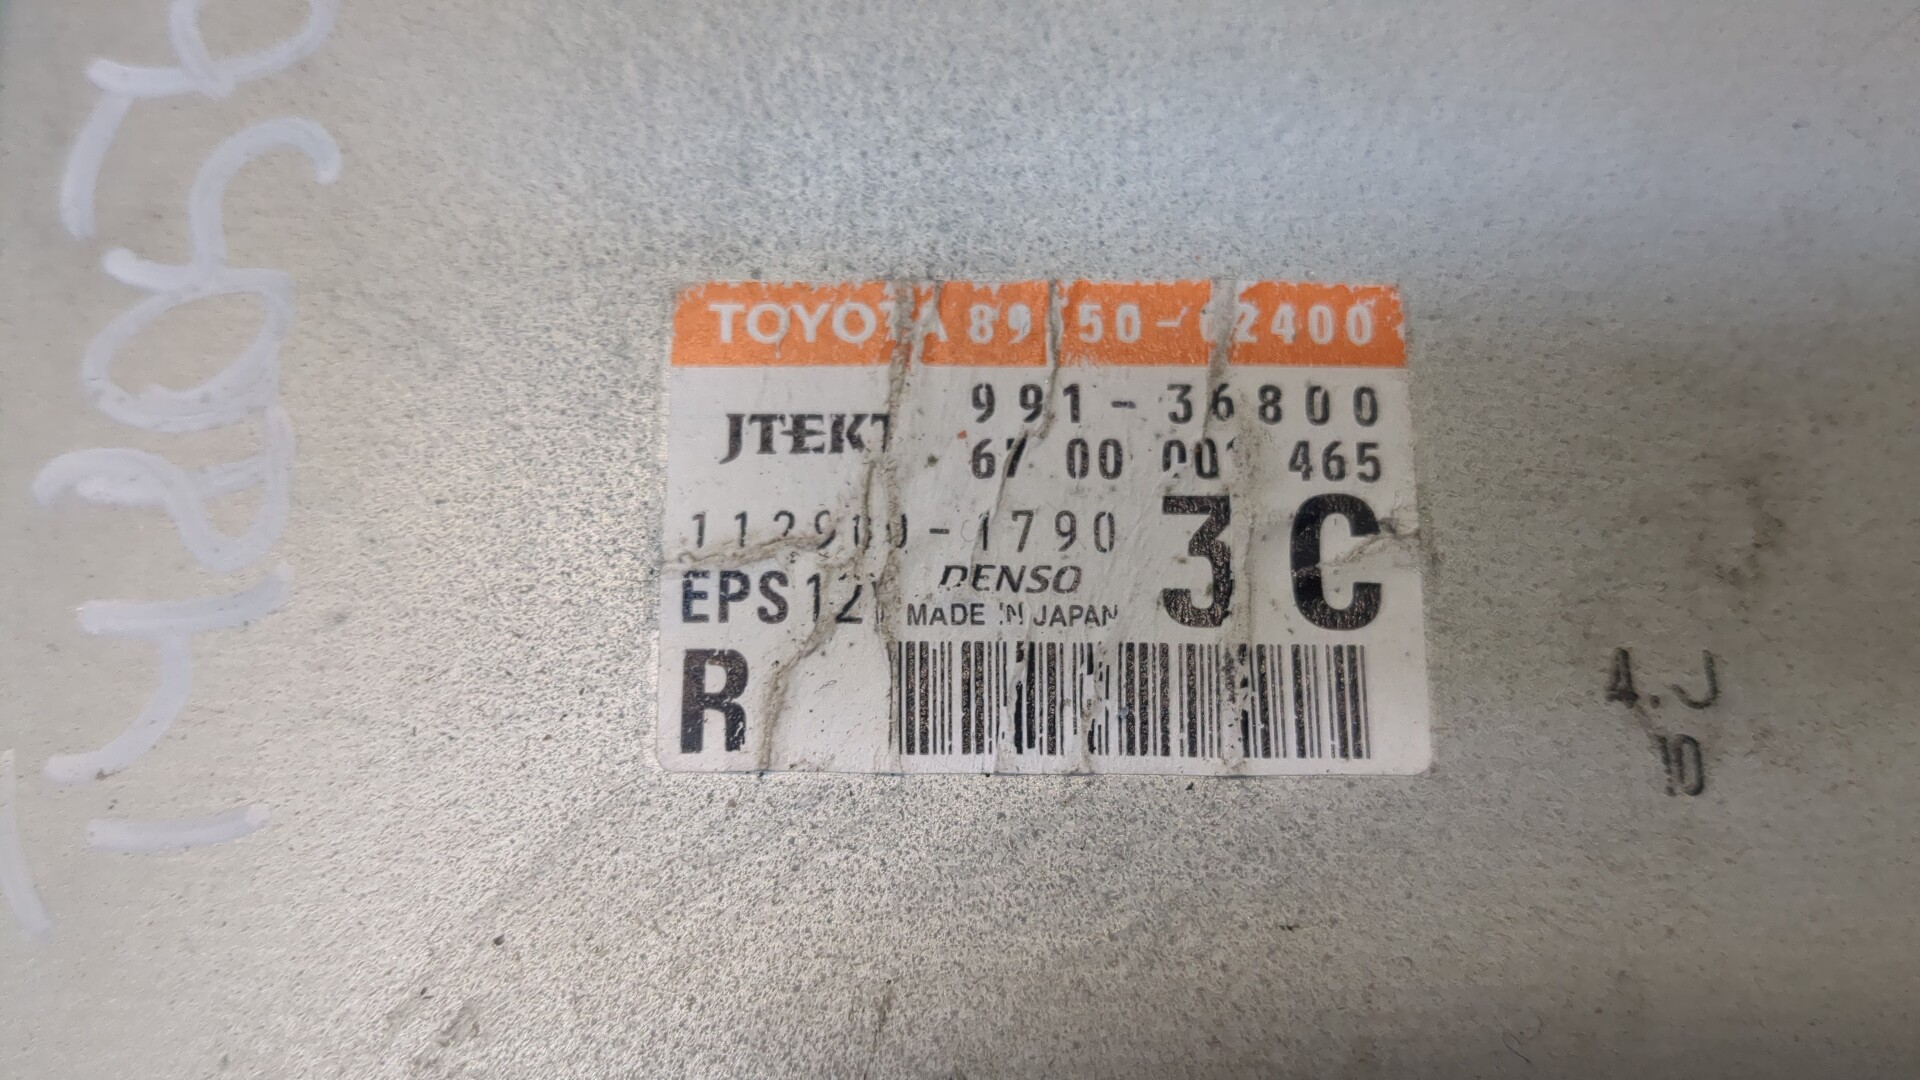 TOYOTA 89650-02400
JTEKT
991-36800
67 00 001 465
112900-1790
3C
EPS12V
DENSO
MADE IN JAPAN
R
4.J
10